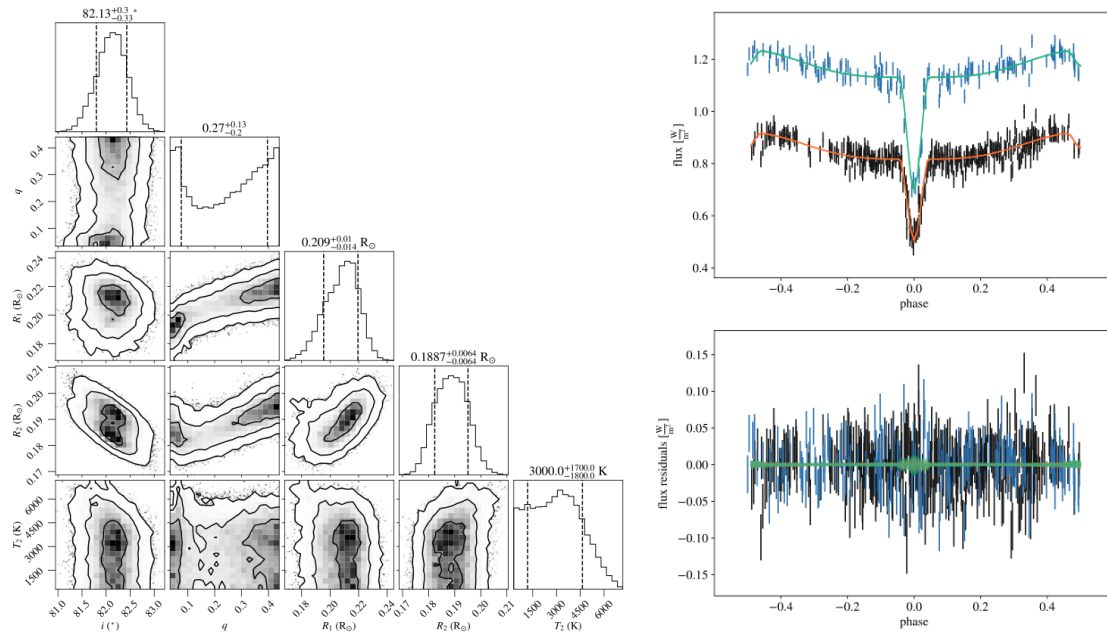 82.13+0.3−0.33 °
0.27+0.13−0.2
0.209+0.01−0.014 R⊙
0.1887+0.0064−0.0064 R⊙
3000.0+1700.0−1800.0 K
q
0.4
0.3
0.2
0.1
R1 (R⊙)
0.24
0.22
0.20
0.18
R2 (R⊙)
0.21
0.20
0.19
0.18
0.17
T2 (K)
6000
4500
3000
1500
81.0 81.5 82.0 82.5 83.0
i (°)
0.1 0.2 0.3 0.4
q
0.18 0.20 0.22 0.24
R1 (R⊙)
0.17 0.18 0.19 0.20 0.21
R2 (R⊙)
1500 3000 4500 6000
T2 (K)
flux [W/m²]
1.2
1.0
0.8
0.6
0.4
−0.4 −0.2 0.0 0.2 0.4
phase
flux residuals [W/m²]
0.15
0.10
0.05
0.00
−0.05
−0.10
−0.15
−0.4 −0.2 0.0 0.2 0.4
phase